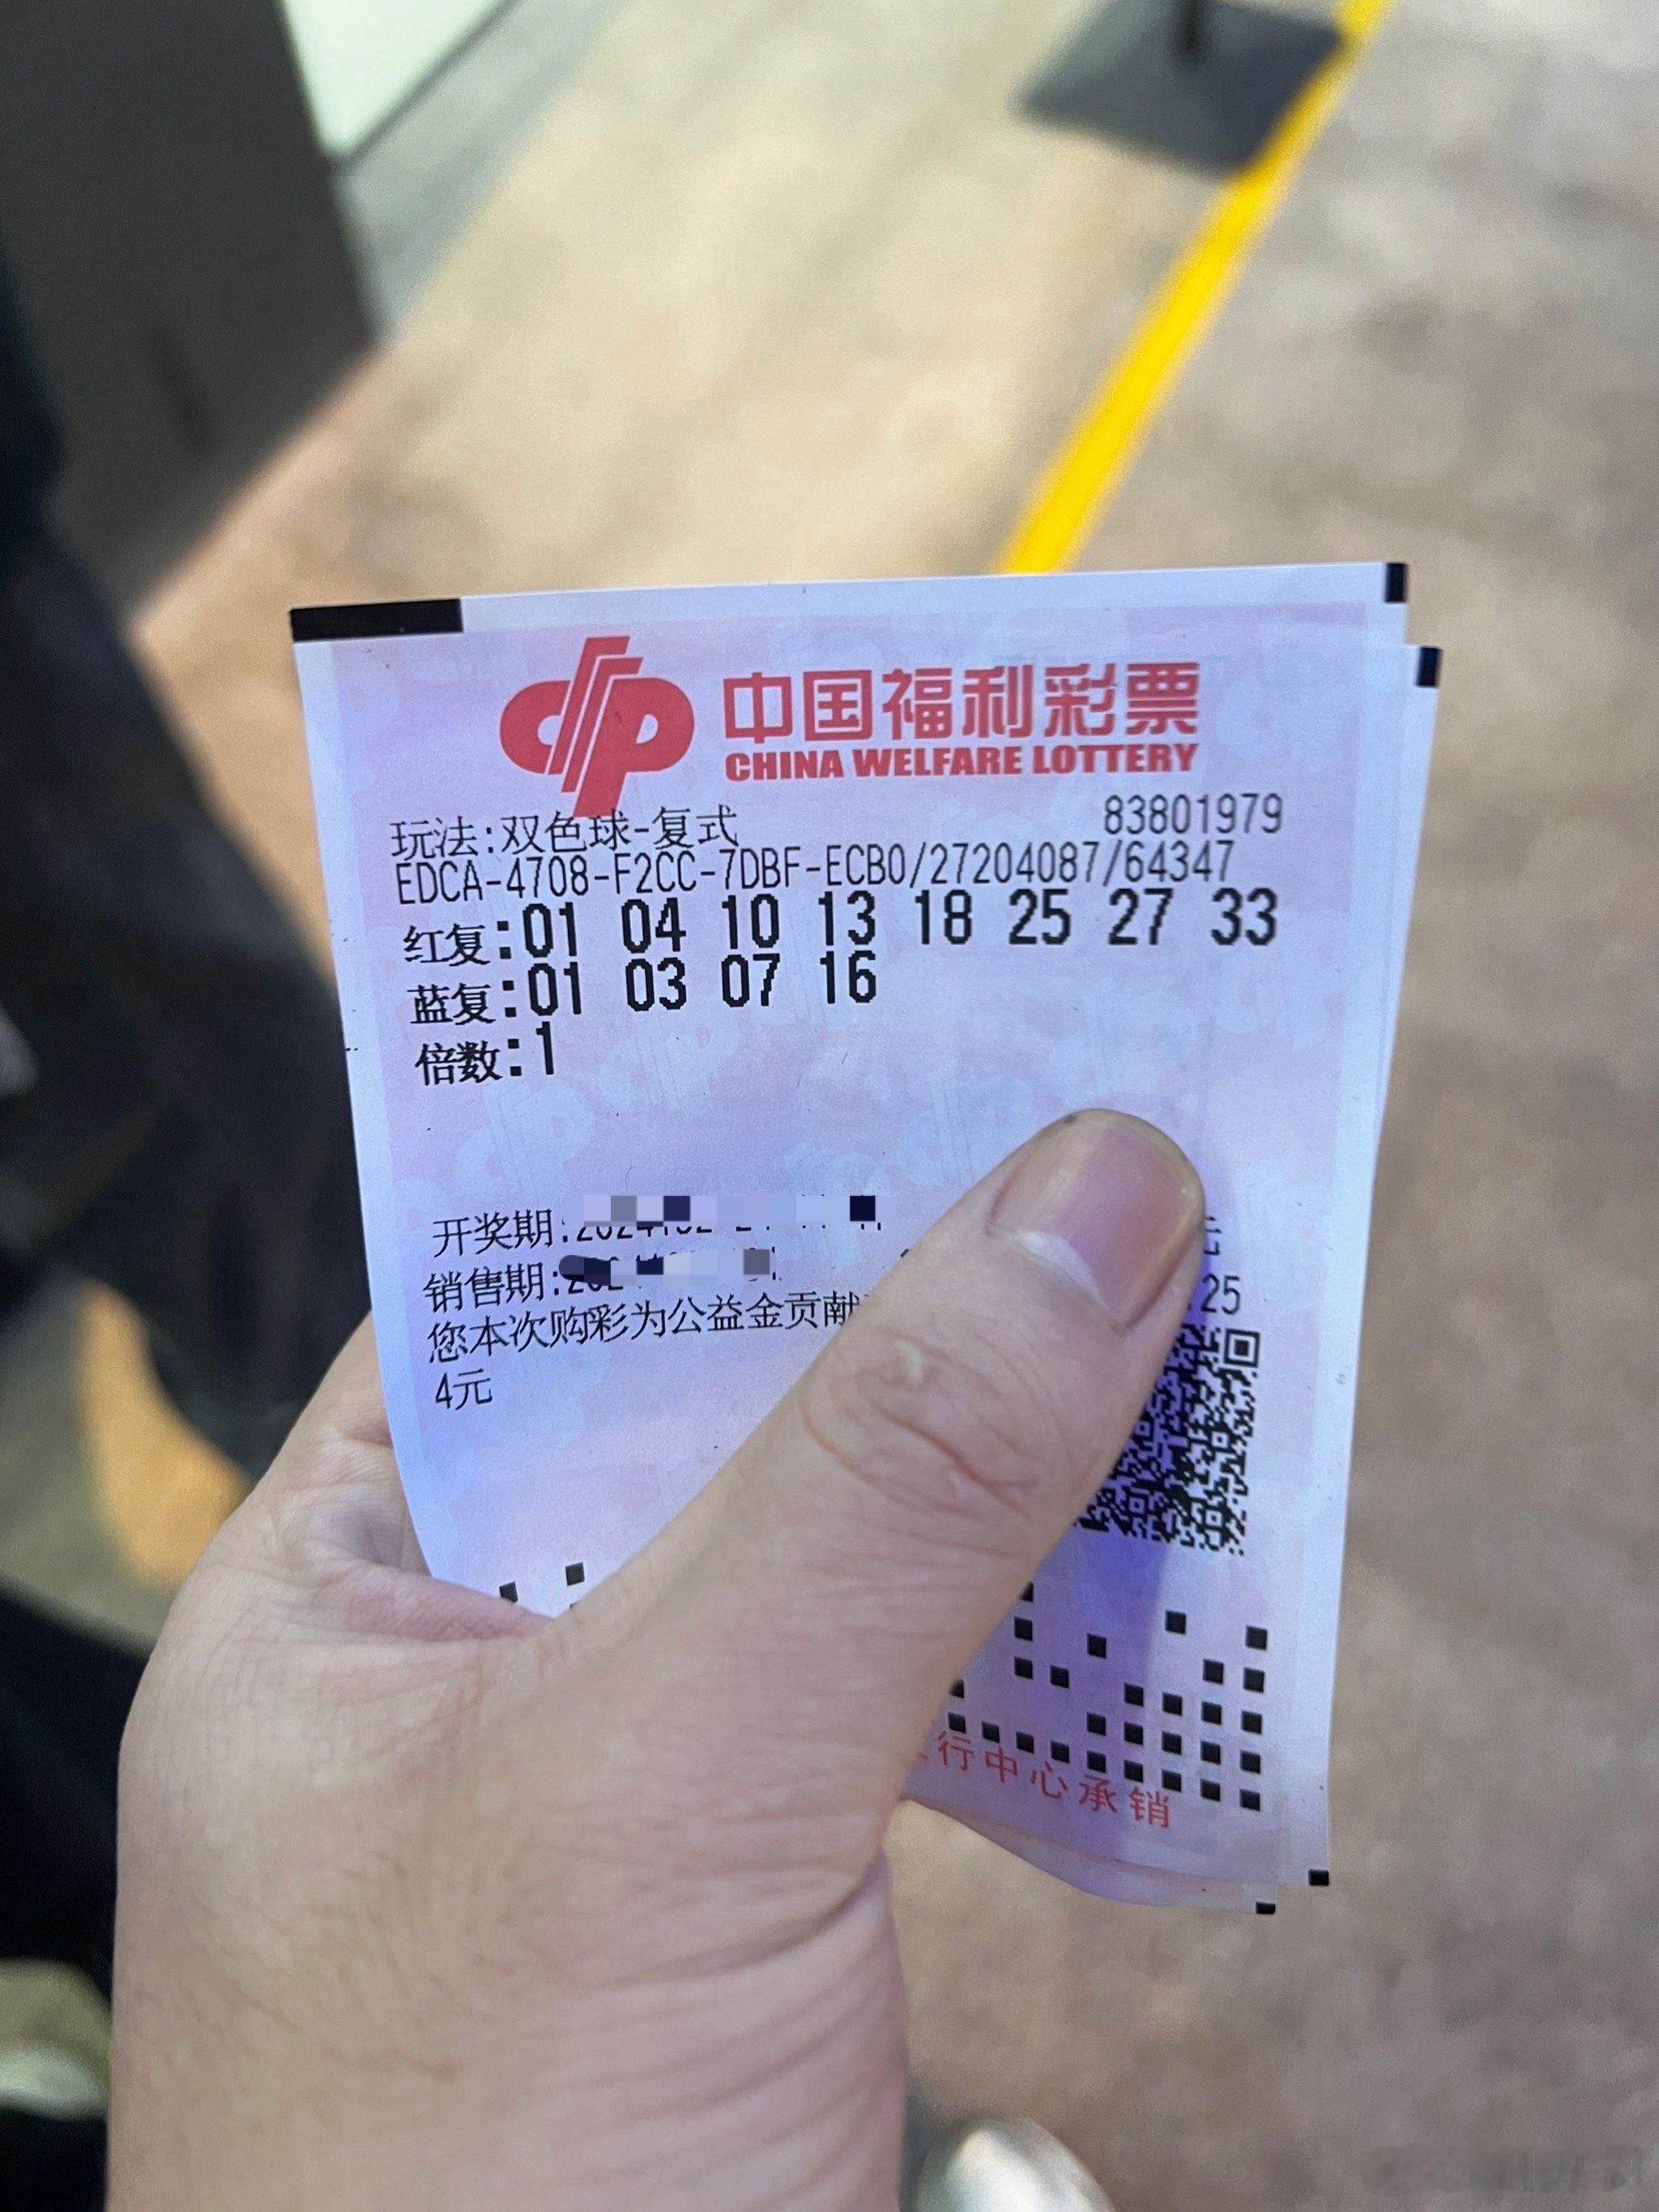 中国福利彩票
CHINA WELFARE LOTTERY
玩法:双色球-复式 83801979
EDCA-4708-F2CC-7DBF-ECB0/27204087/64347
红复:01 04 10 13 18 25 27 33
蓝复:01 03 07 16
倍数:1
开奖期:
销售期: 25
您本次购彩为公益金贡献
4元
行中心承销